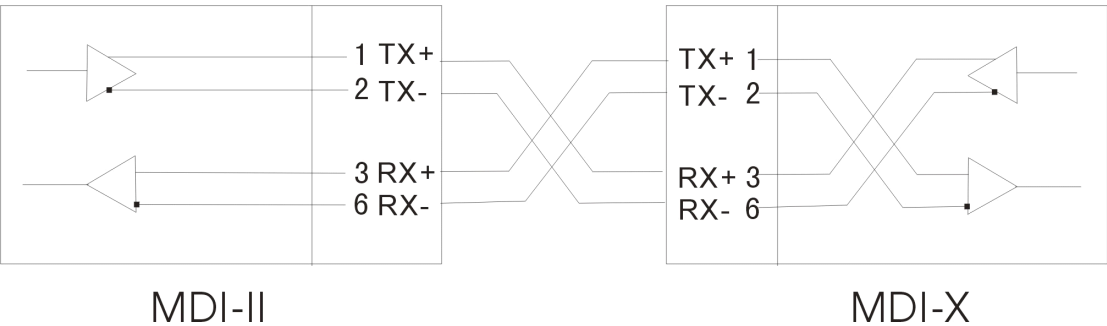 1 TX+
2 TX-
3 RX+
6 RX-
TX+ 1
TX- 2
RX+ 3
RX- 6
MDI-II
MDI-X